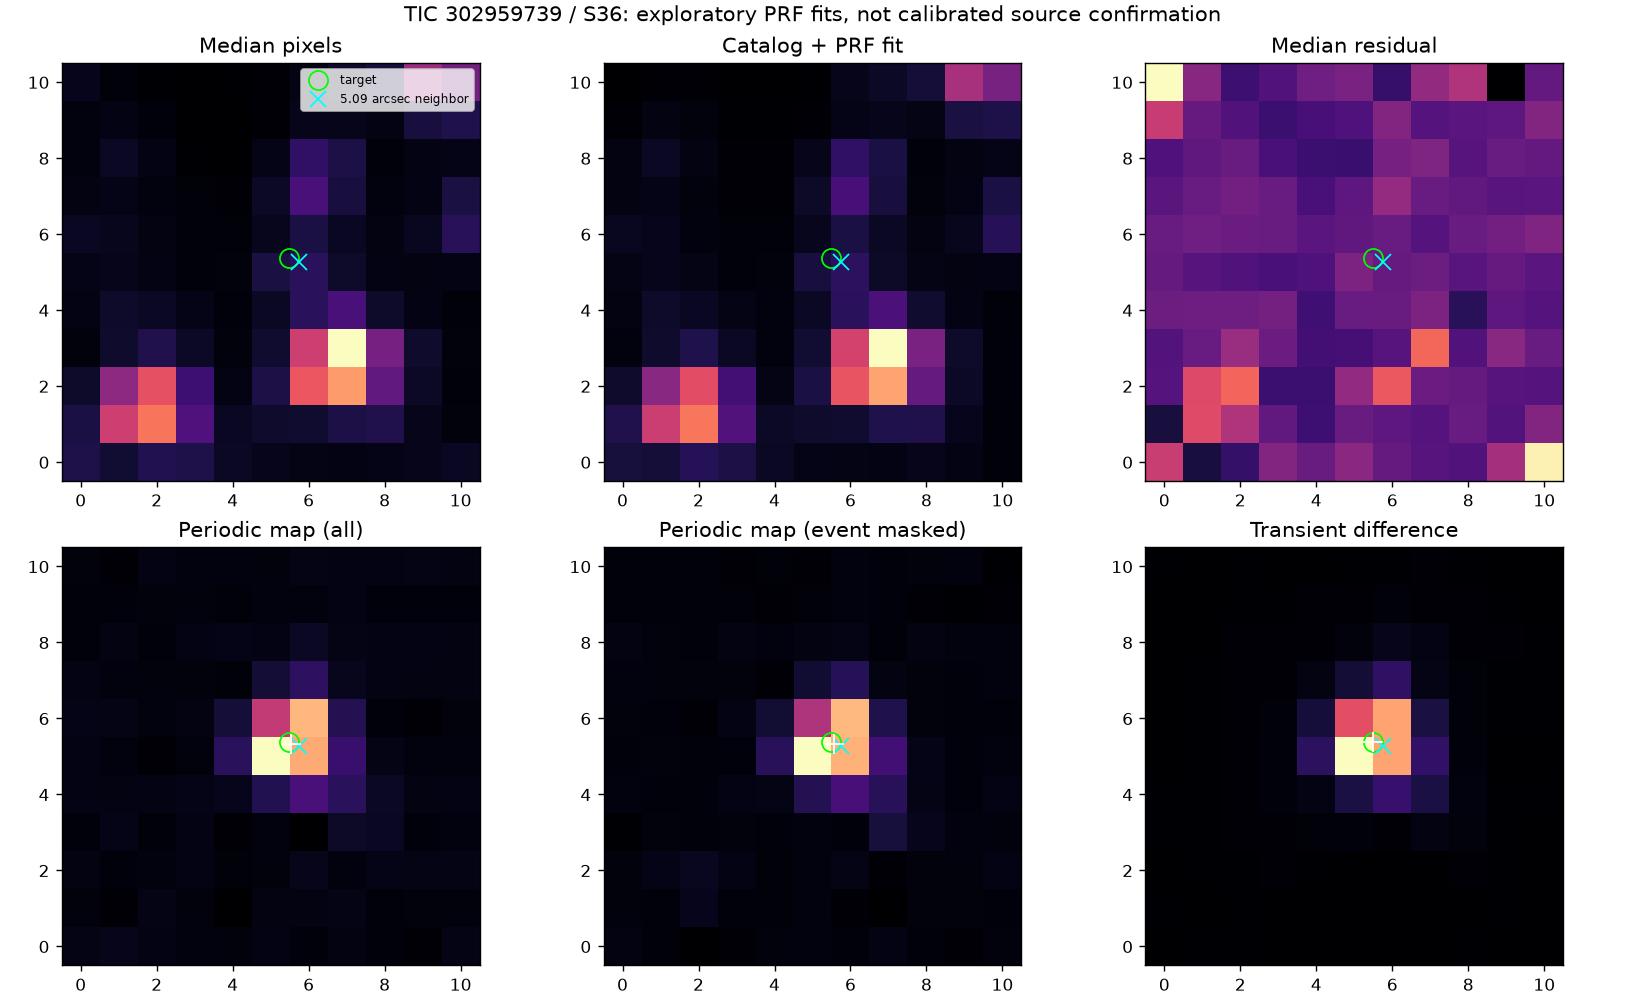 TIC 302959739 / S36: exploratory PRF fits, not calibrated source confirmation
Median pixels
Catalog + PRF fit
Median residual
target
5.09 arcsec neighbor
10
8
6
4
2
0
0 2 4 6 8 10
10
8
6
4
2
0
0 2 4 6 8 10
10
8
6
4
2
0
0 2 4 6 8 10
Periodic map (all)
Periodic map (event masked)
Transient difference
10
8
6
4
2
0
0 2 4 6 8 10
10
8
6
4
2
0
0 2 4 6 8 10
10
8
6
4
2
0
0 2 4 6 8 10